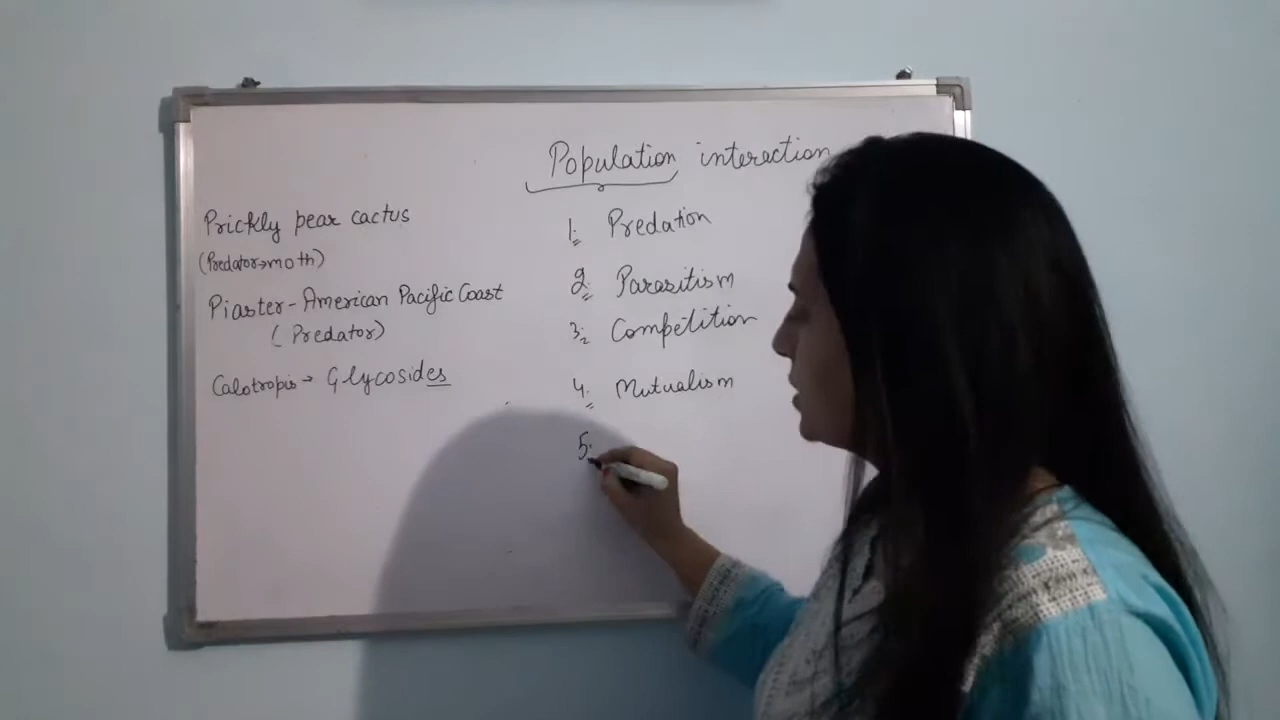 Population interaction
Prickly pear cactus
(Predator→moth)
Piaster-American Pacific Coast
(Predator)
Calotropis→ Glycosides
1. Predation
2. Parasitism
3. Competition
4. Mutualism
5.